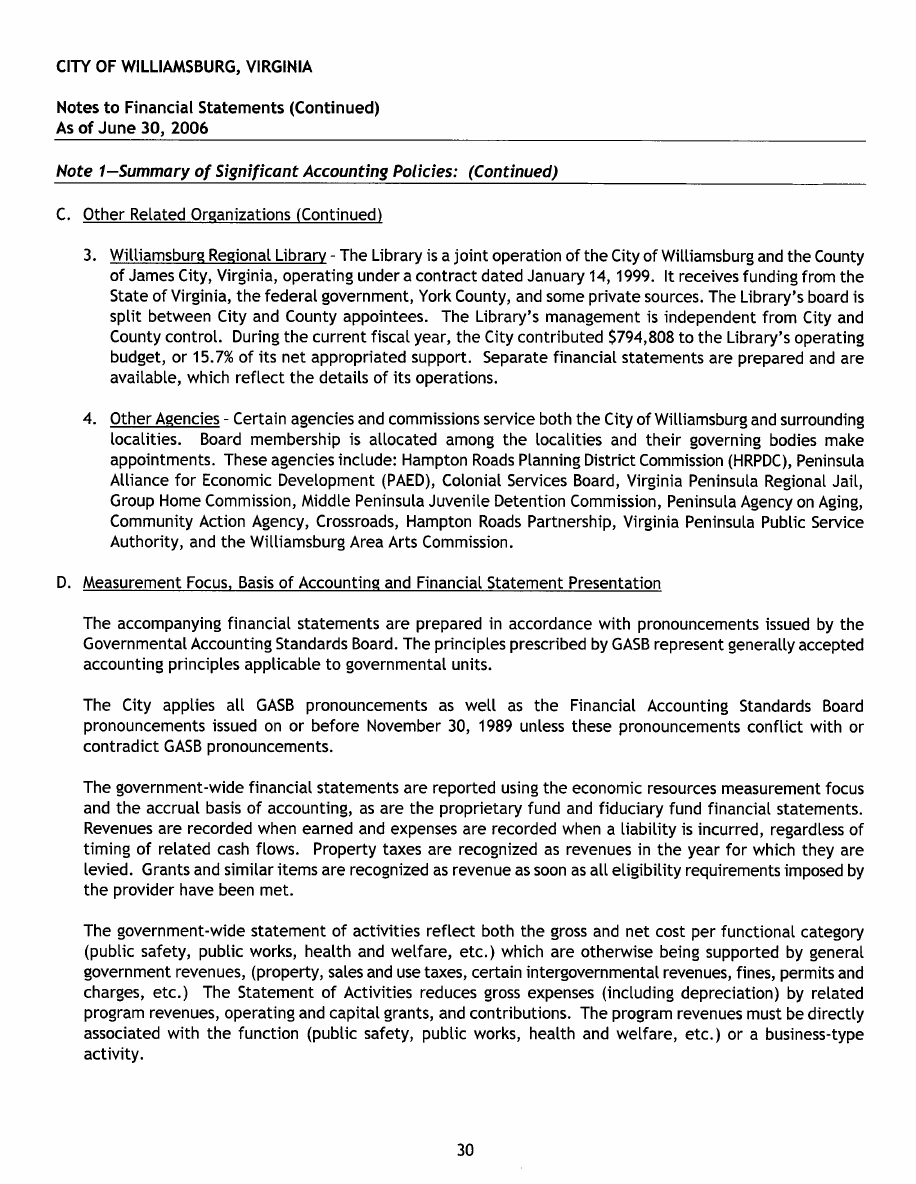 CITY OF WILLIAMSBURG, VIRGINIA
Notes to Financial Statements (Continued)
As of June 30, 2006
Note 1—Summary of Significant Accounting Policies: (Continued)
C. Other Related Organizations (Continued)
3. Williamsburg Regional Library - The Library is a joint operation of the City of Williamsburg and the County
of James City, Virginia, operating under a contract dated January 14, 1999. It receives funding from the
State of Virginia, the federal government, York County, and some private sources. The Library's board is
split between City and County appointees. The Library's management is independent from City and
County control. During the current fiscal year, the City contributed $794,808 to the Library's operating
budget, or 15.7% of its net appropriated support. Separate financial statements are prepared and are
available, which reflect the details of its operations.
4. Other Agencies - Certain agencies and commissions service both the City of Williamsburg and surrounding
localities. Board membership is allocated among the localities and their governing bodies make
appointments. These agencies include: Hampton Roads Planning District Commission (HRPDC), Peninsula
Alliance for Economic Development (PAED), Colonial Services Board, Virginia Peninsula Regional Jail,
Group Home Commission, Middle Peninsula Juvenile Detention Commission, Peninsula Agency on Aging,
Community Action Agency, Crossroads, Hampton Roads Partnership, Virginia Peninsula Public Service
Authority, and the Williamsburg Area Arts Commission.
D. Measurement Focus, Basis of Accounting and Financial Statement Presentation
The accompanying financial statements are prepared in accordance with pronouncements issued by the
Governmental Accounting Standards Board. The principles prescribed by GASB represent generally accepted
accounting principles applicable to governmental units.
The City applies all GASB pronouncements as well as the Financial Accounting Standards Board
pronouncements issued on or before November 30, 1989 unless these pronouncements conflict with or
contradict GASB pronouncements.
The government-wide financial statements are reported using the economic resources measurement focus
and the accrual basis of accounting, as are the proprietary fund and fiduciary fund financial statements.
Revenues are recorded when earned and expenses are recorded when a liability is incurred, regardless of
timing of related cash flows. Property taxes are recognized as revenues in the year for which they are
levied. Grants and similar items are recognized as revenue as soon as all eligibility requirements imposed by
the provider have been met.
The government-wide statement of activities reflect both the gross and net cost per functional category
(public safety, public works, health and welfare, etc.) which are otherwise being supported by general
government revenues, (property, sales and use taxes, certain intergovernmental revenues, fines, permits and
charges, etc.) The Statement of Activities reduces gross expenses (including depreciation) by related
program revenues, operating and capital grants, and contributions. The program revenues must be directly
associated with the function (public safety, public works, health and welfare, etc.) or a business-type
activity.
30